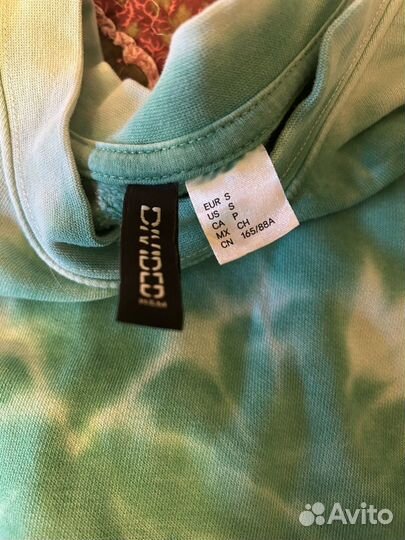 DIVIDED
EUR S
US S
CA P
MX CH
CN 165/88A
Avito